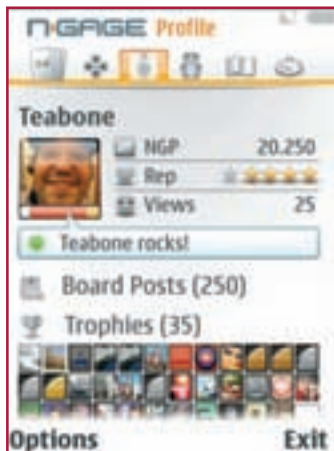 N·GAGE Profile
Teabone
NGP 20.250
Rep
Views 25
Teabone rocks!
Board Posts (250)
Trophies (35)
Options Exit